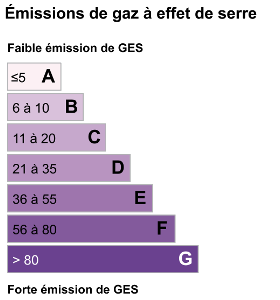 Émissions de gaz à effet de serre
Faible émission de GES
≤5 A
6 à 10 B
11 à 20 C
21 à 35 D
36 à 55 E
56 à 80 F
> 80 G
Forte émission de GES